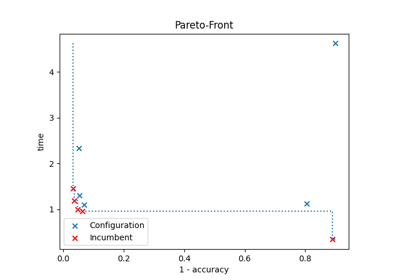 Pareto-Front
time
4
3
2
1
Configuration
Incumbent
0.0
0.2
0.4
0.6
0.8
1 - accuracy